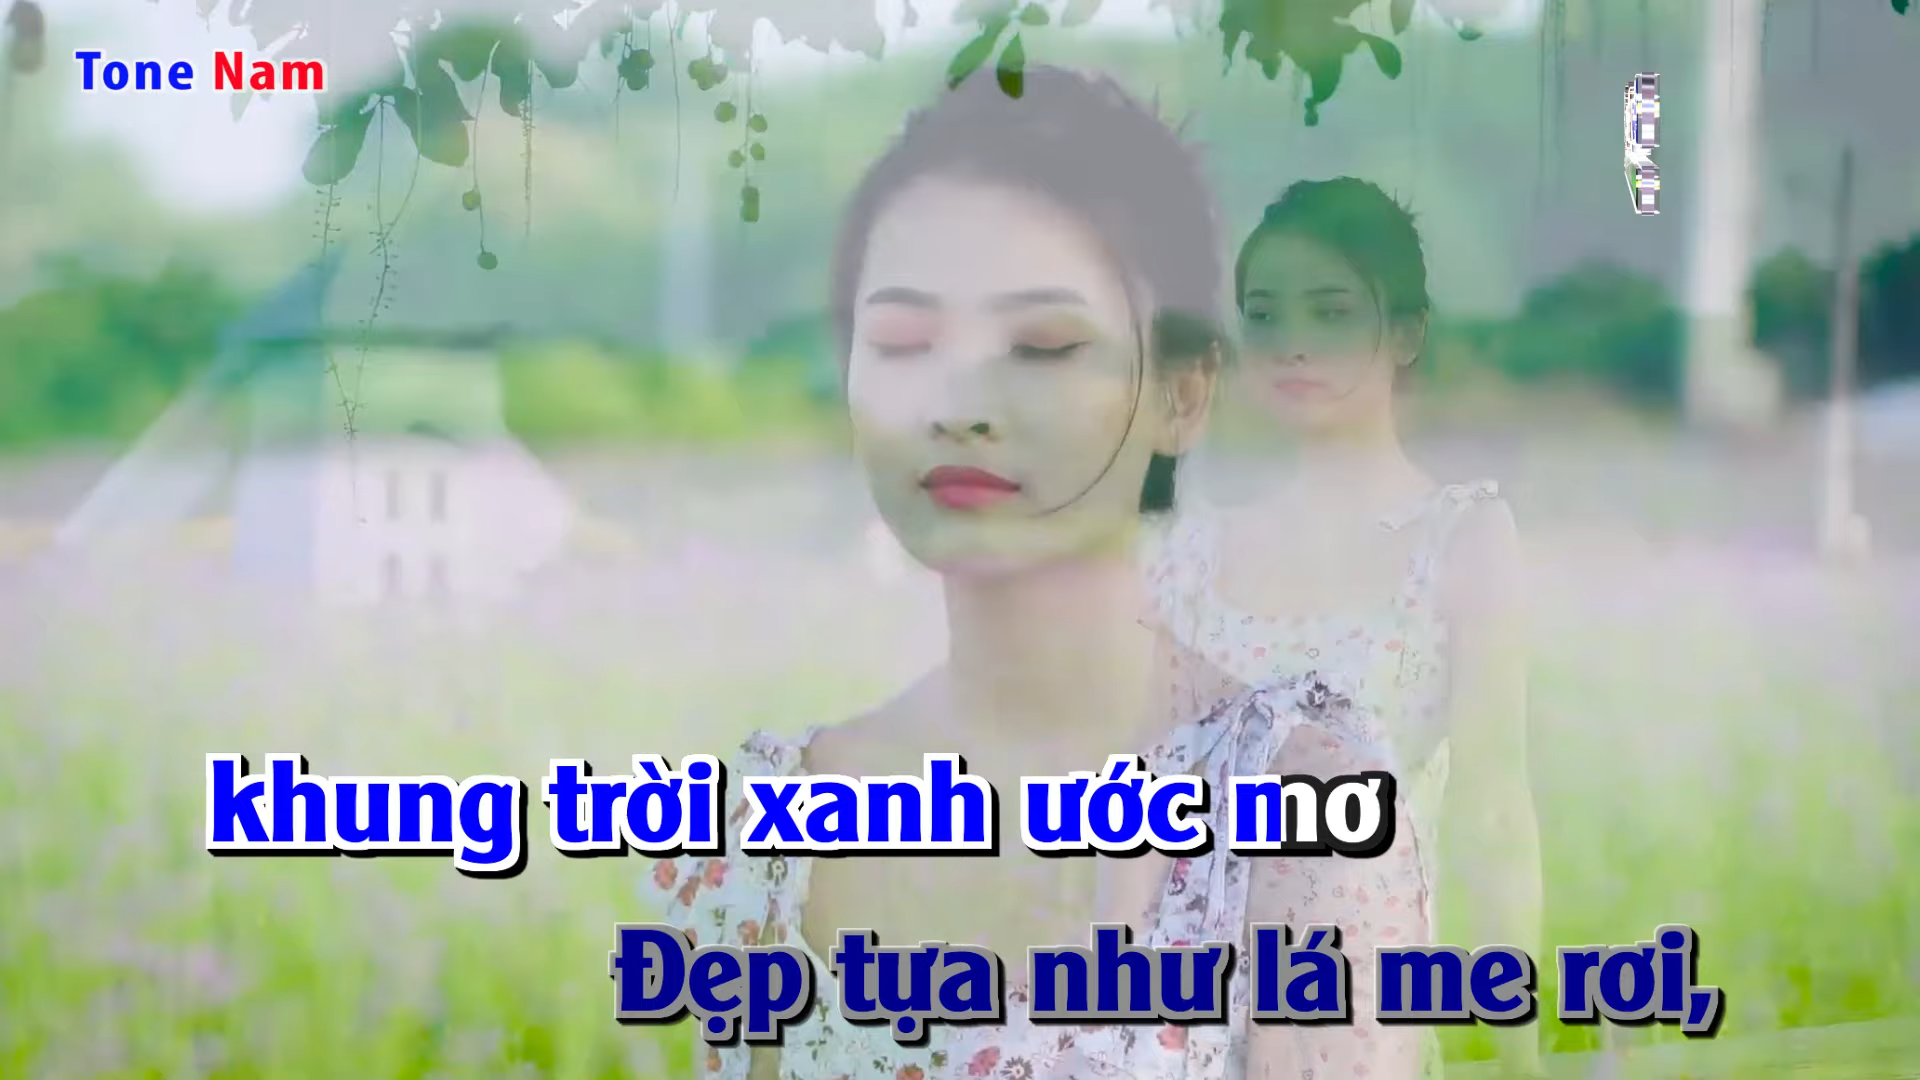 Tone Nam
khung trời xanh ước mơ
Đẹp tựa như lá me rơi,